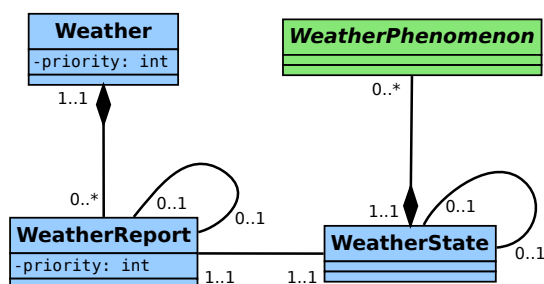 Weather
-priority: int
1..1
WeatherPhenomenon
0..*
0..*
0..1
0..1
WeatherReport
-priority: int
1..1
1..1
1..1
WeatherState
0..1
0..1